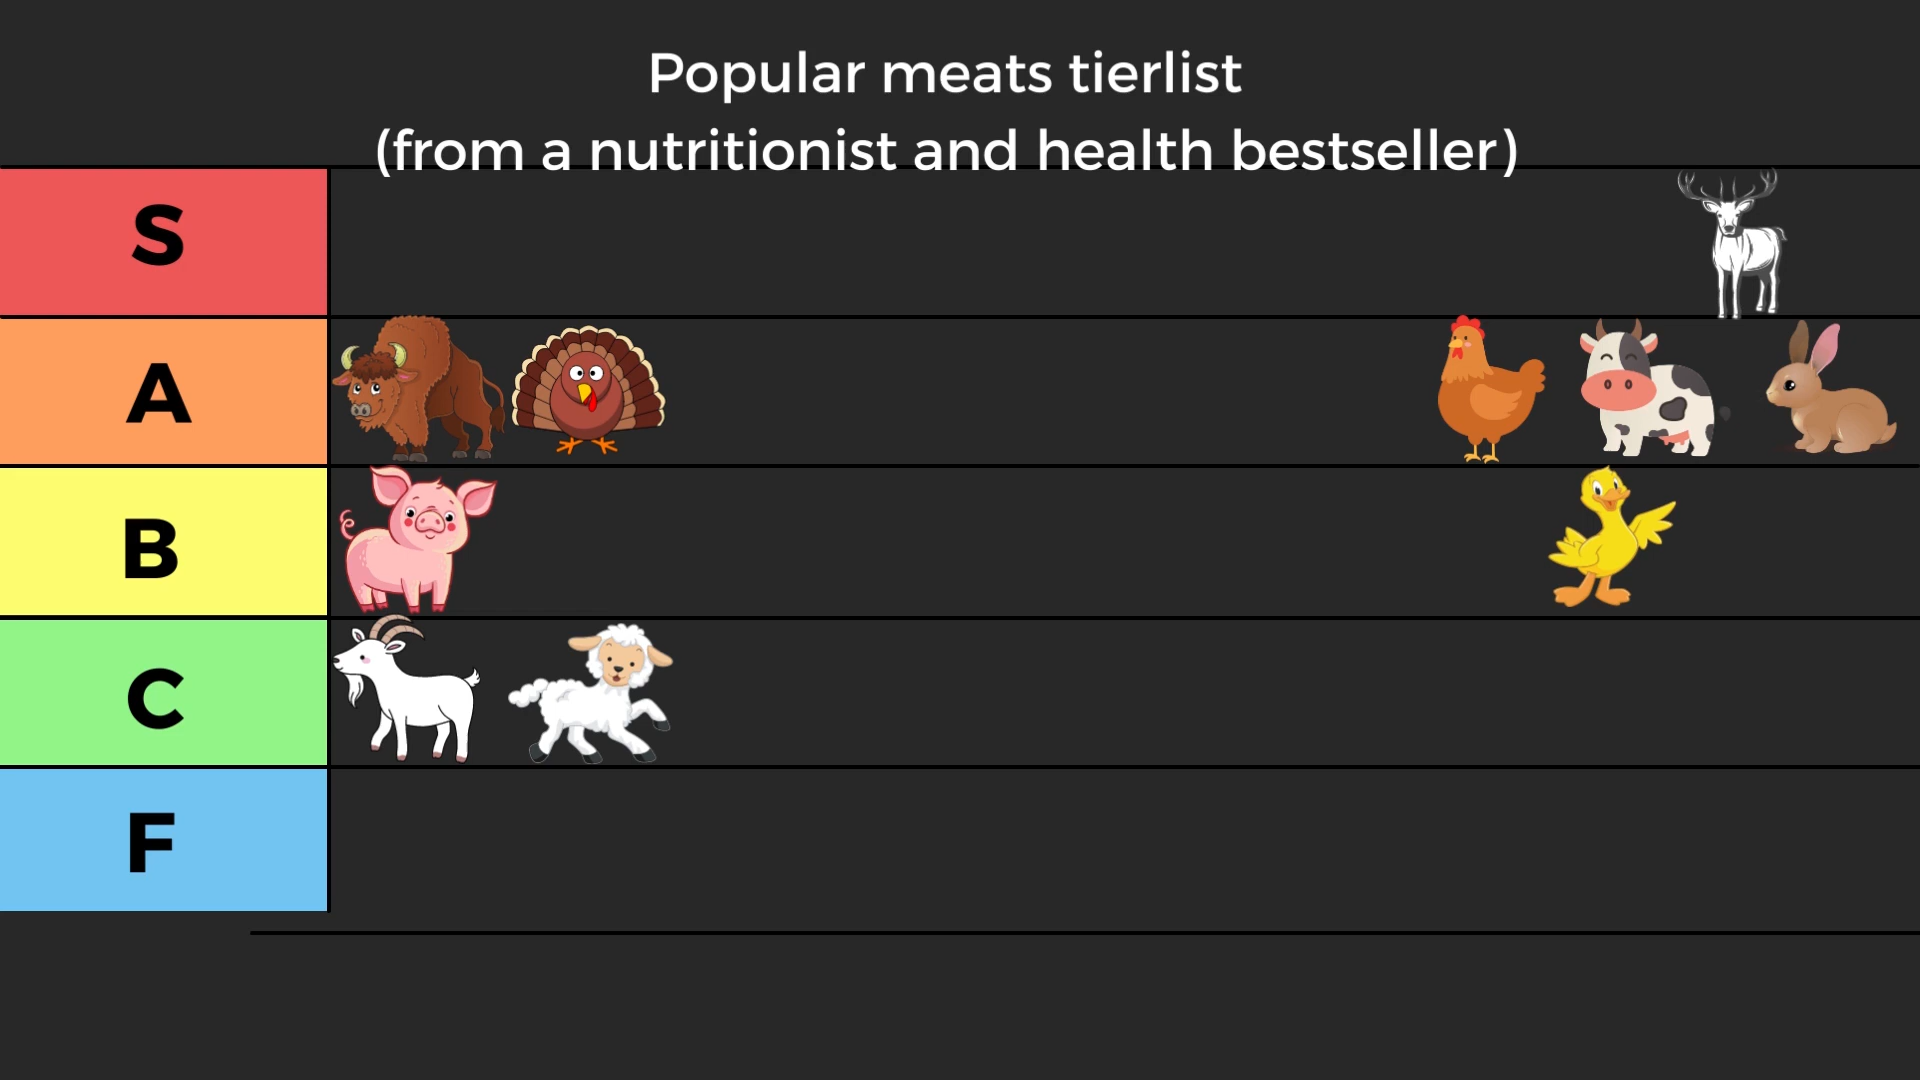 Popular meats tierlist
(from a nutritionist and health bestseller)
S
A
B
C
F